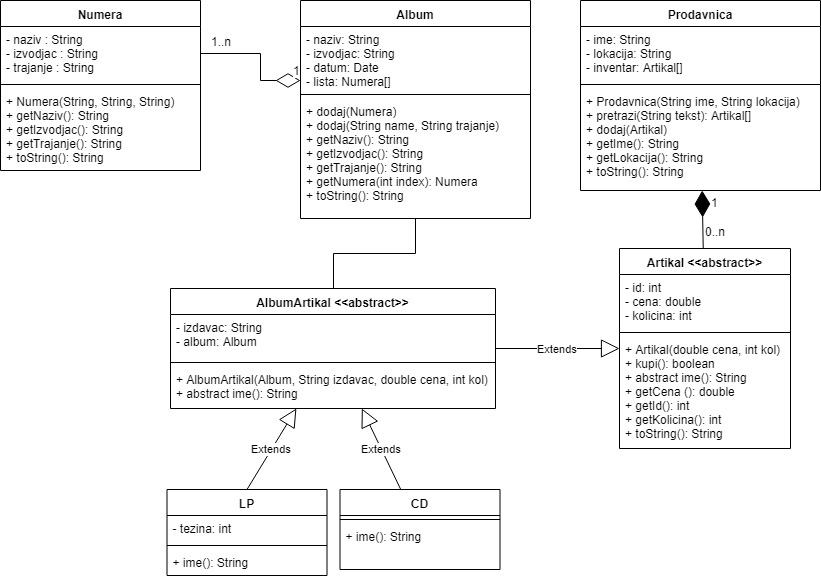 Numera
- naziv : String
- izvodjac : String
- trajanje : String
+ Numera(String, String, String)
+ getNaziv(): String
+ getIzvodjac(): String
+ getTrajanje(): String
+ toString(): String
1..n
1
Album
- naziv: String
- izvodjac: String
- datum: Date
- lista: Numera[]
+ dodaj(Numera)
+ dodaj(String name, String trajanje)
+ getNaziv(): String
+ getIzvodjac(): String
+ getTrajanje(): String
+ getNumera(int index): Numera
+ toString(): String
Prodavnica
- ime: String
- lokacija: String
- inventar: Artikal[]
+ Prodavnica(String ime, String lokacija)
+ pretrazi(String tekst): Artikal[]
+ dodaj(Artikal)
+ getIme(): String
+ getLokacija(): String
+ toString(): String
1
0..n
Artikal <<abstract>>
- id: int
- cena: double
- kolicina: int
+ Artikal(double cena, int kol)
+ kupi(): boolean
+ abstract ime(): String
+ getCena (): double
+ getId(): int
+ getKolicina(): int
+ toString(): String
AlbumArtikal <<abstract>>
- izdavac: String
- album: Album
+ AlbumArtikal(Album, String izdavac, double cena, int kol)
+ abstract ime(): String
Extends
Extends
Extends
LP
- tezina: int
+ ime(): String
CD
+ ime(): String